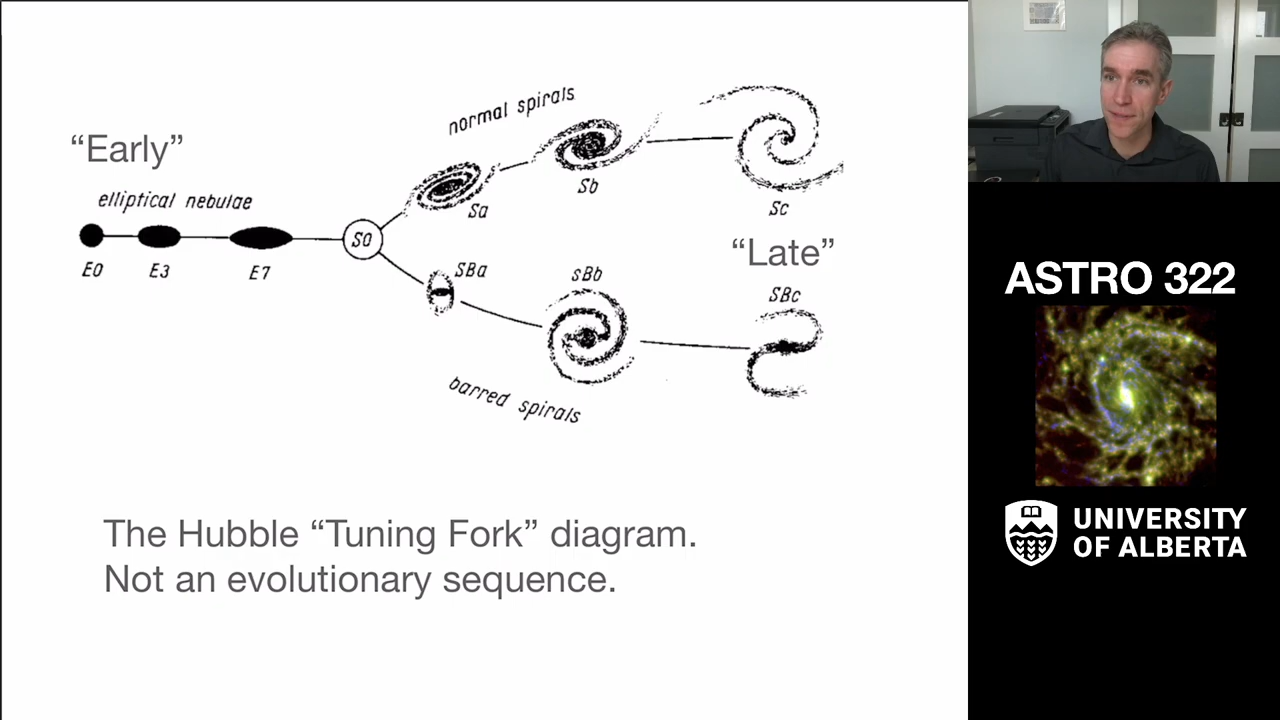 "Early"
elliptical nebulae
E0
E3
E7
S0
normal spirals
Sa
Sb
Sc
"Late"
SBa
sBb
SBc
barred spirals
The Hubble "Tuning Fork" diagram.
Not an evolutionary sequence.
ASTRO 322
UNIVERSITY
OF ALBERTA